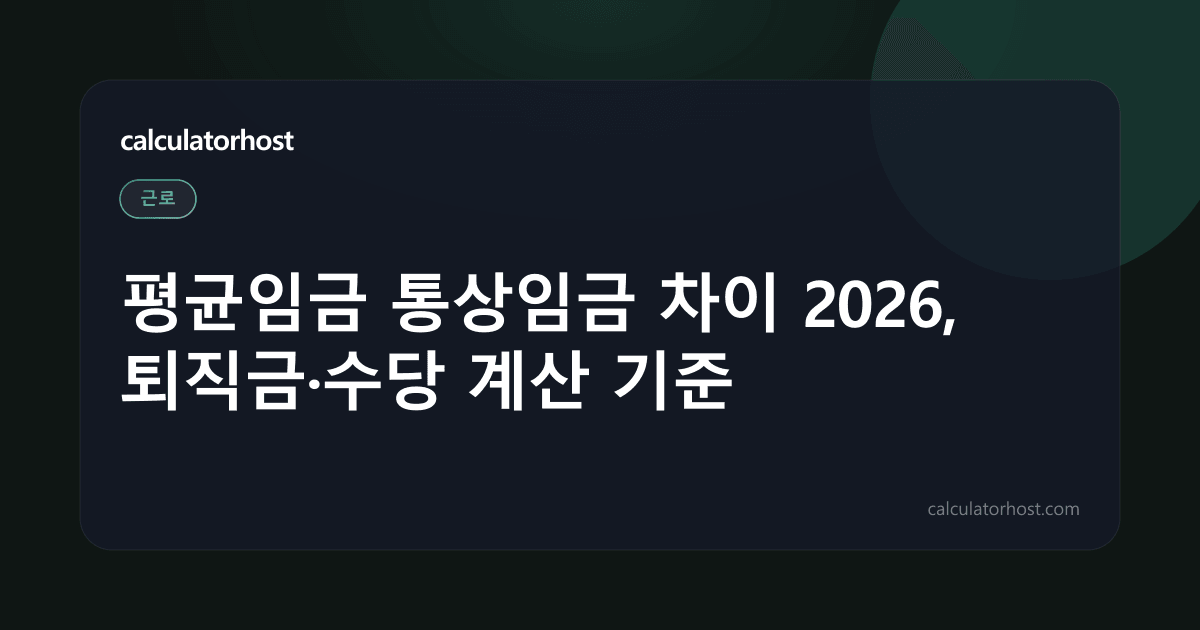 calculatorhost
근로
평균임금 통상임금 차이 2026,
퇴직금·수당 계산 기준
calculatorhost.com